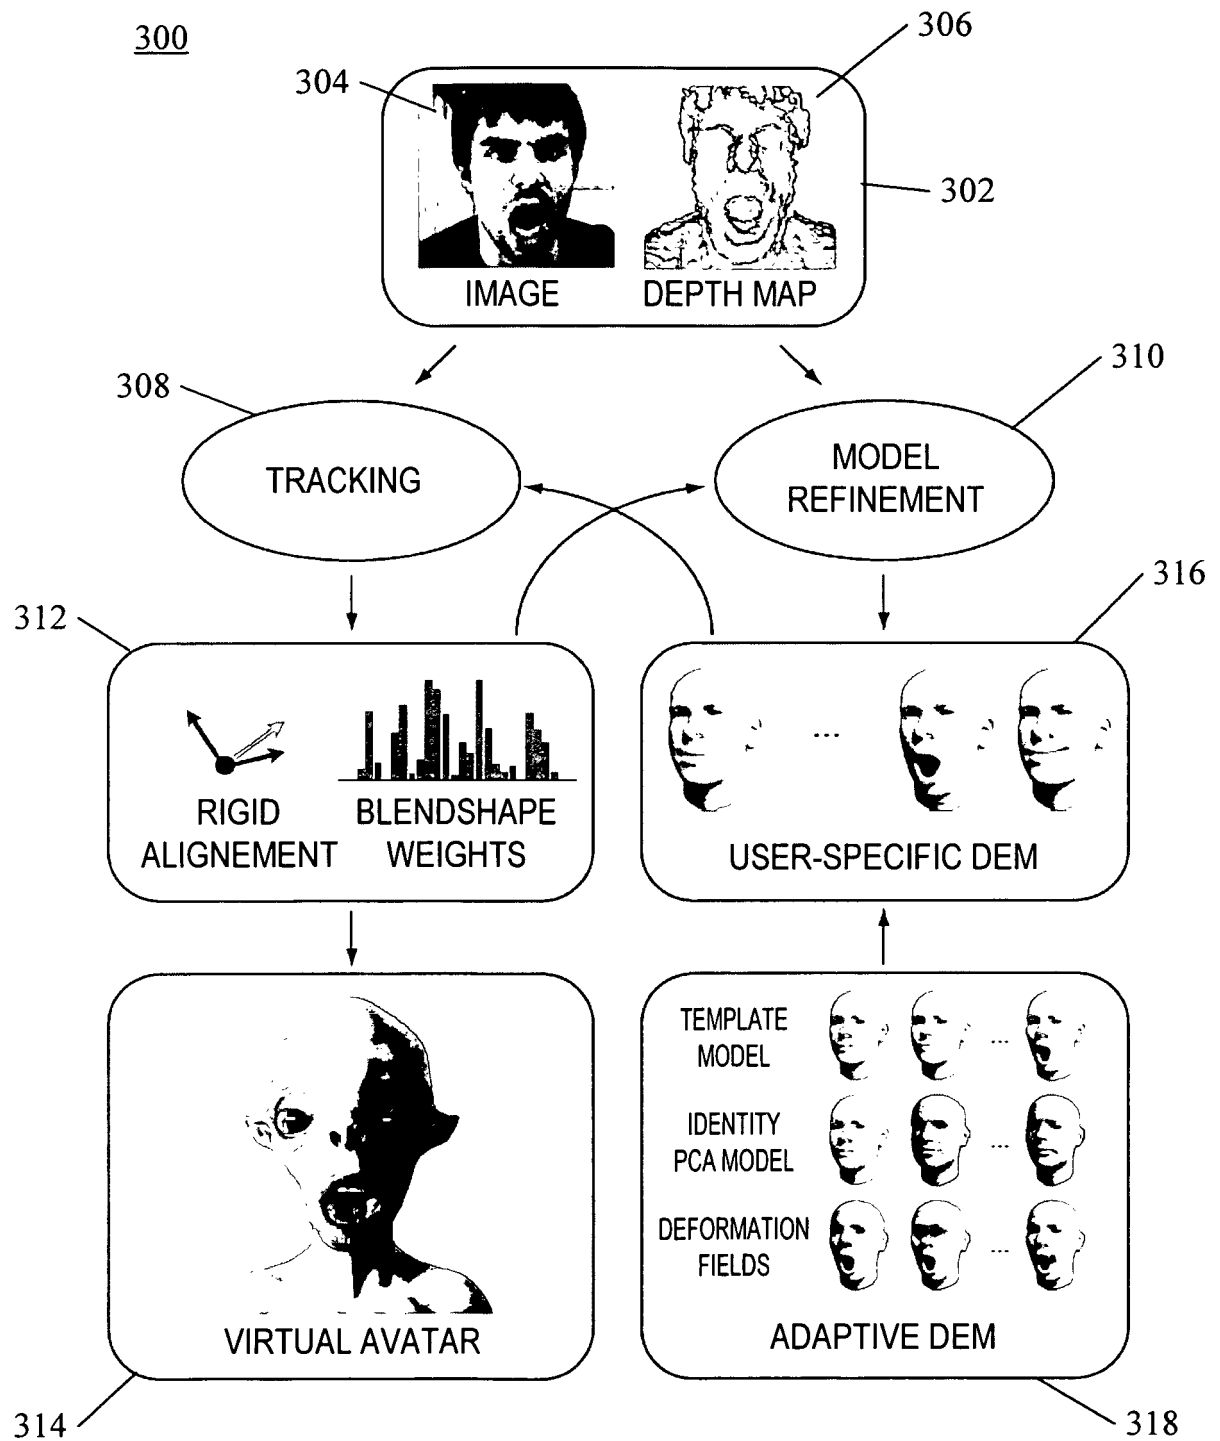 300
306
304
302
IMAGE
DEPTH MAP
308
310
TRACKING
MODEL
REFINEMENT
312
316
...
RIGID
ALIGNEMENT
BLENDSHAPE
WEIGHTS
USER-SPECIFIC DEM
TEMPLATE
MODEL
...
IDENTITY
PCA MODEL
...
DEFORMATION
FIELDS
...
VIRTUAL AVATAR
ADAPTIVE DEM
314
318